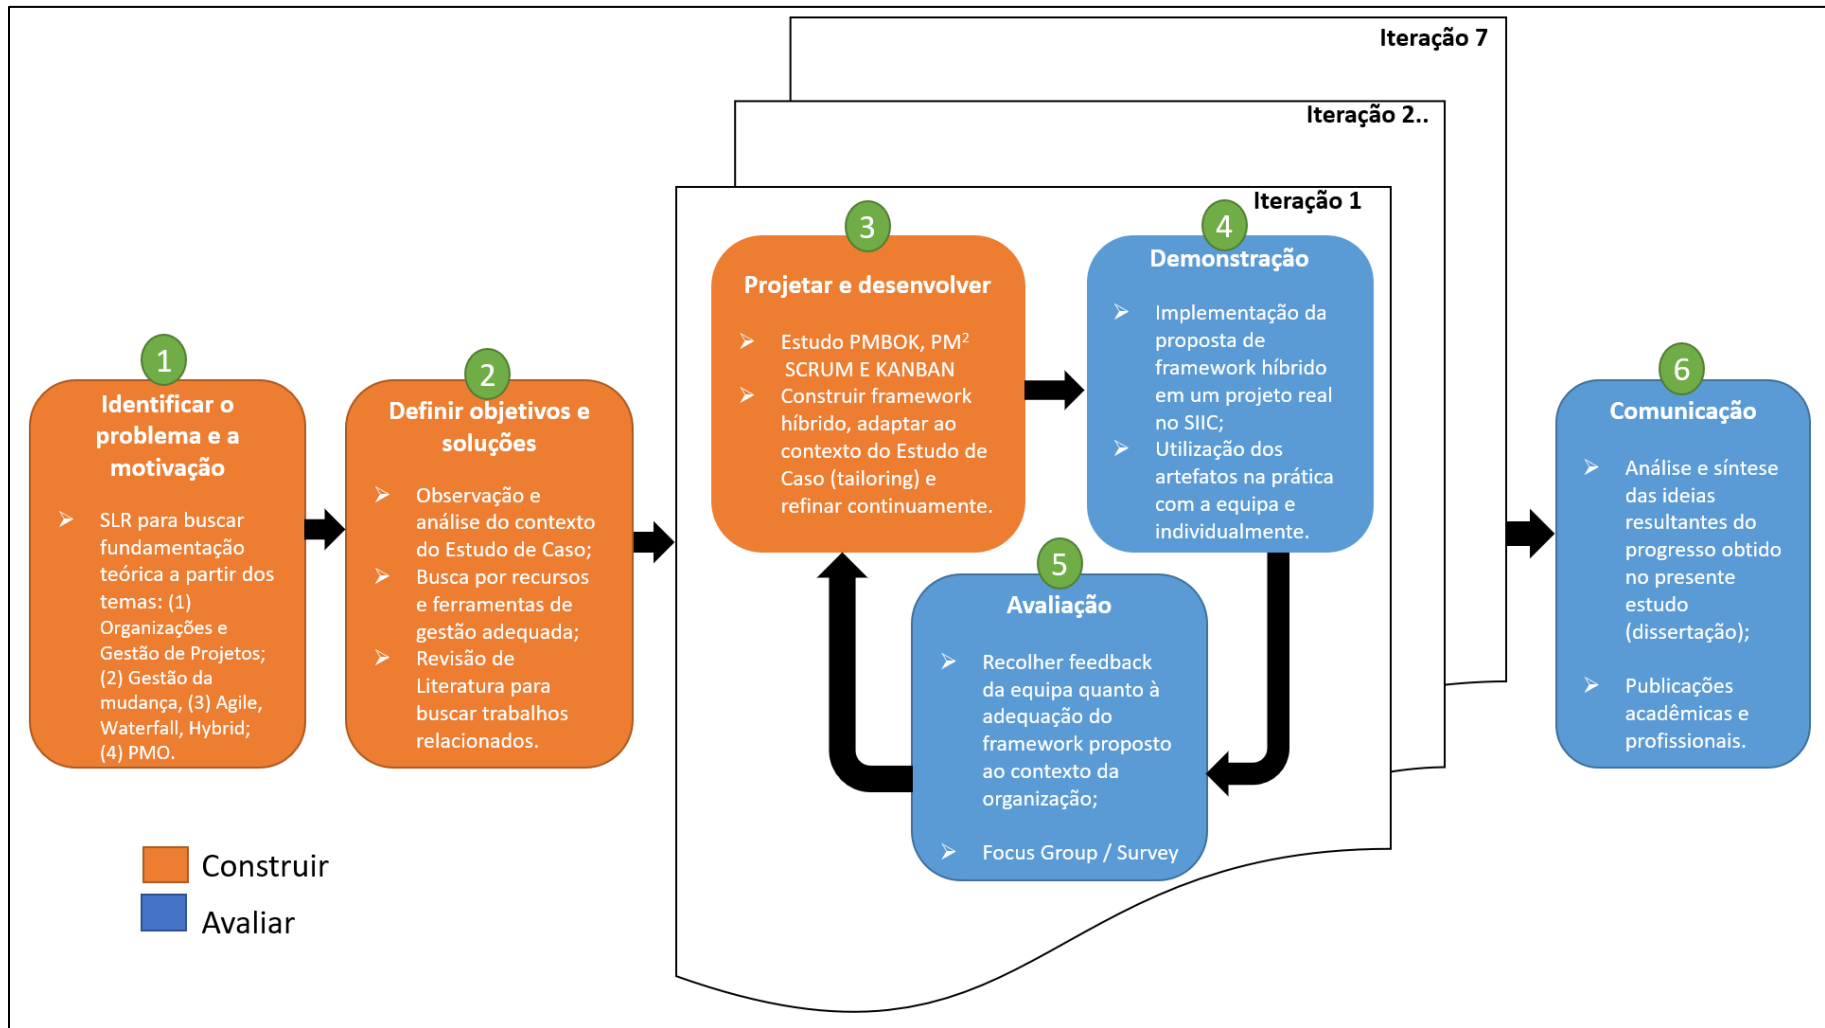 Iteração 7
Iteração 2..
Iteração 1
1
Identificar o
problema e a
motivação
➢ SLR para buscar
fundamentação
teórica a partir dos
temas: (1)
Organizações e
Gestão de Projetos;
(2) Gestão da
mudança, (3) Agile,
Waterfall, Hybrid;
(4) PMO.
2
Definir objetivos e
soluções
➢ Observação e
análise do contexto
do Estudo de Caso;
➢ Busca por recursos
e ferramentas de
gestão adequada;
➢ Revisão de
Literatura para
buscar trabalhos
relacionados.
3
Projetar e desenvolver
➢ Estudo PMBOK, PM²
SCRUM E KANBAN
➢ Construir framework
híbrido, adaptar ao
contexto do Estudo de
Caso (tailoring) e
refinar continuamente.
4
Demonstração
➢ Implementação da
proposta de
framework híbrido
em um projeto real
no SIIC;
➢ Utilização dos
artefatos na prática
com a equipa e
individualmente.
5
Avaliação
➢ Recolher feedback
da equipa quanto à
adequação do
framework proposto
ao contexto da
organização;
➢ Focus Group / Survey
6
Comunicação
➢ Análise e síntese
das ideias
resultantes do
progresso obtido
no presente
estudo
(dissertação);
➢ Publicações
acadêmicas e
profissionais.
Construir
Avaliar